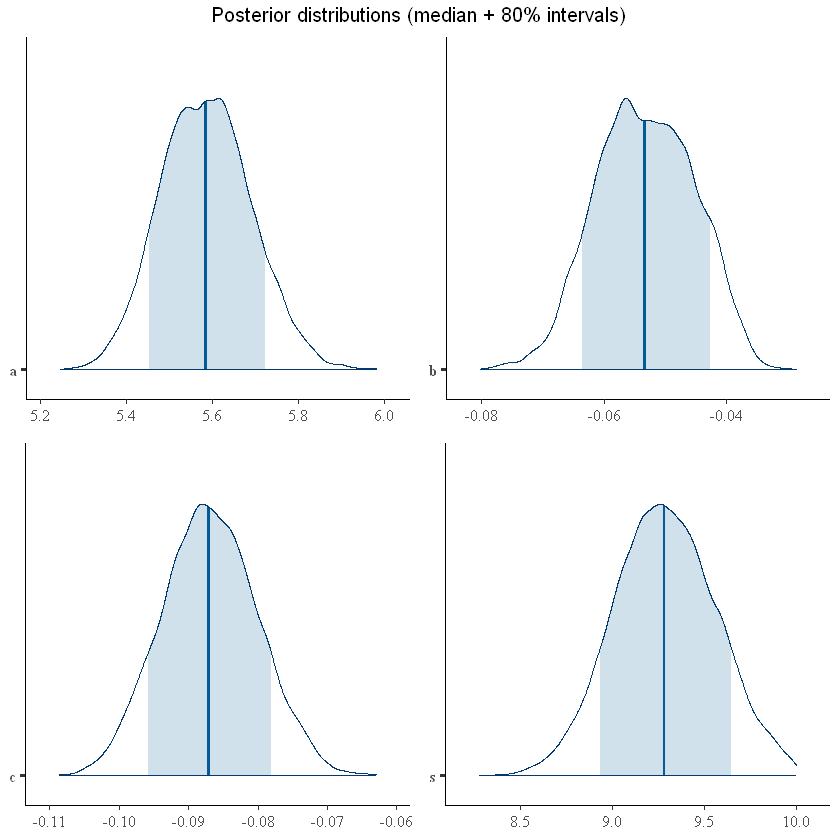 Posterior distributions (median + 80% intervals)
a
5.2 5.4 5.6 5.8 6.0
b
-0.08 -0.06 -0.04
c
-0.11 -0.10 -0.09 -0.08 -0.07 -0.06
s
8.5 9.0 9.5 10.0